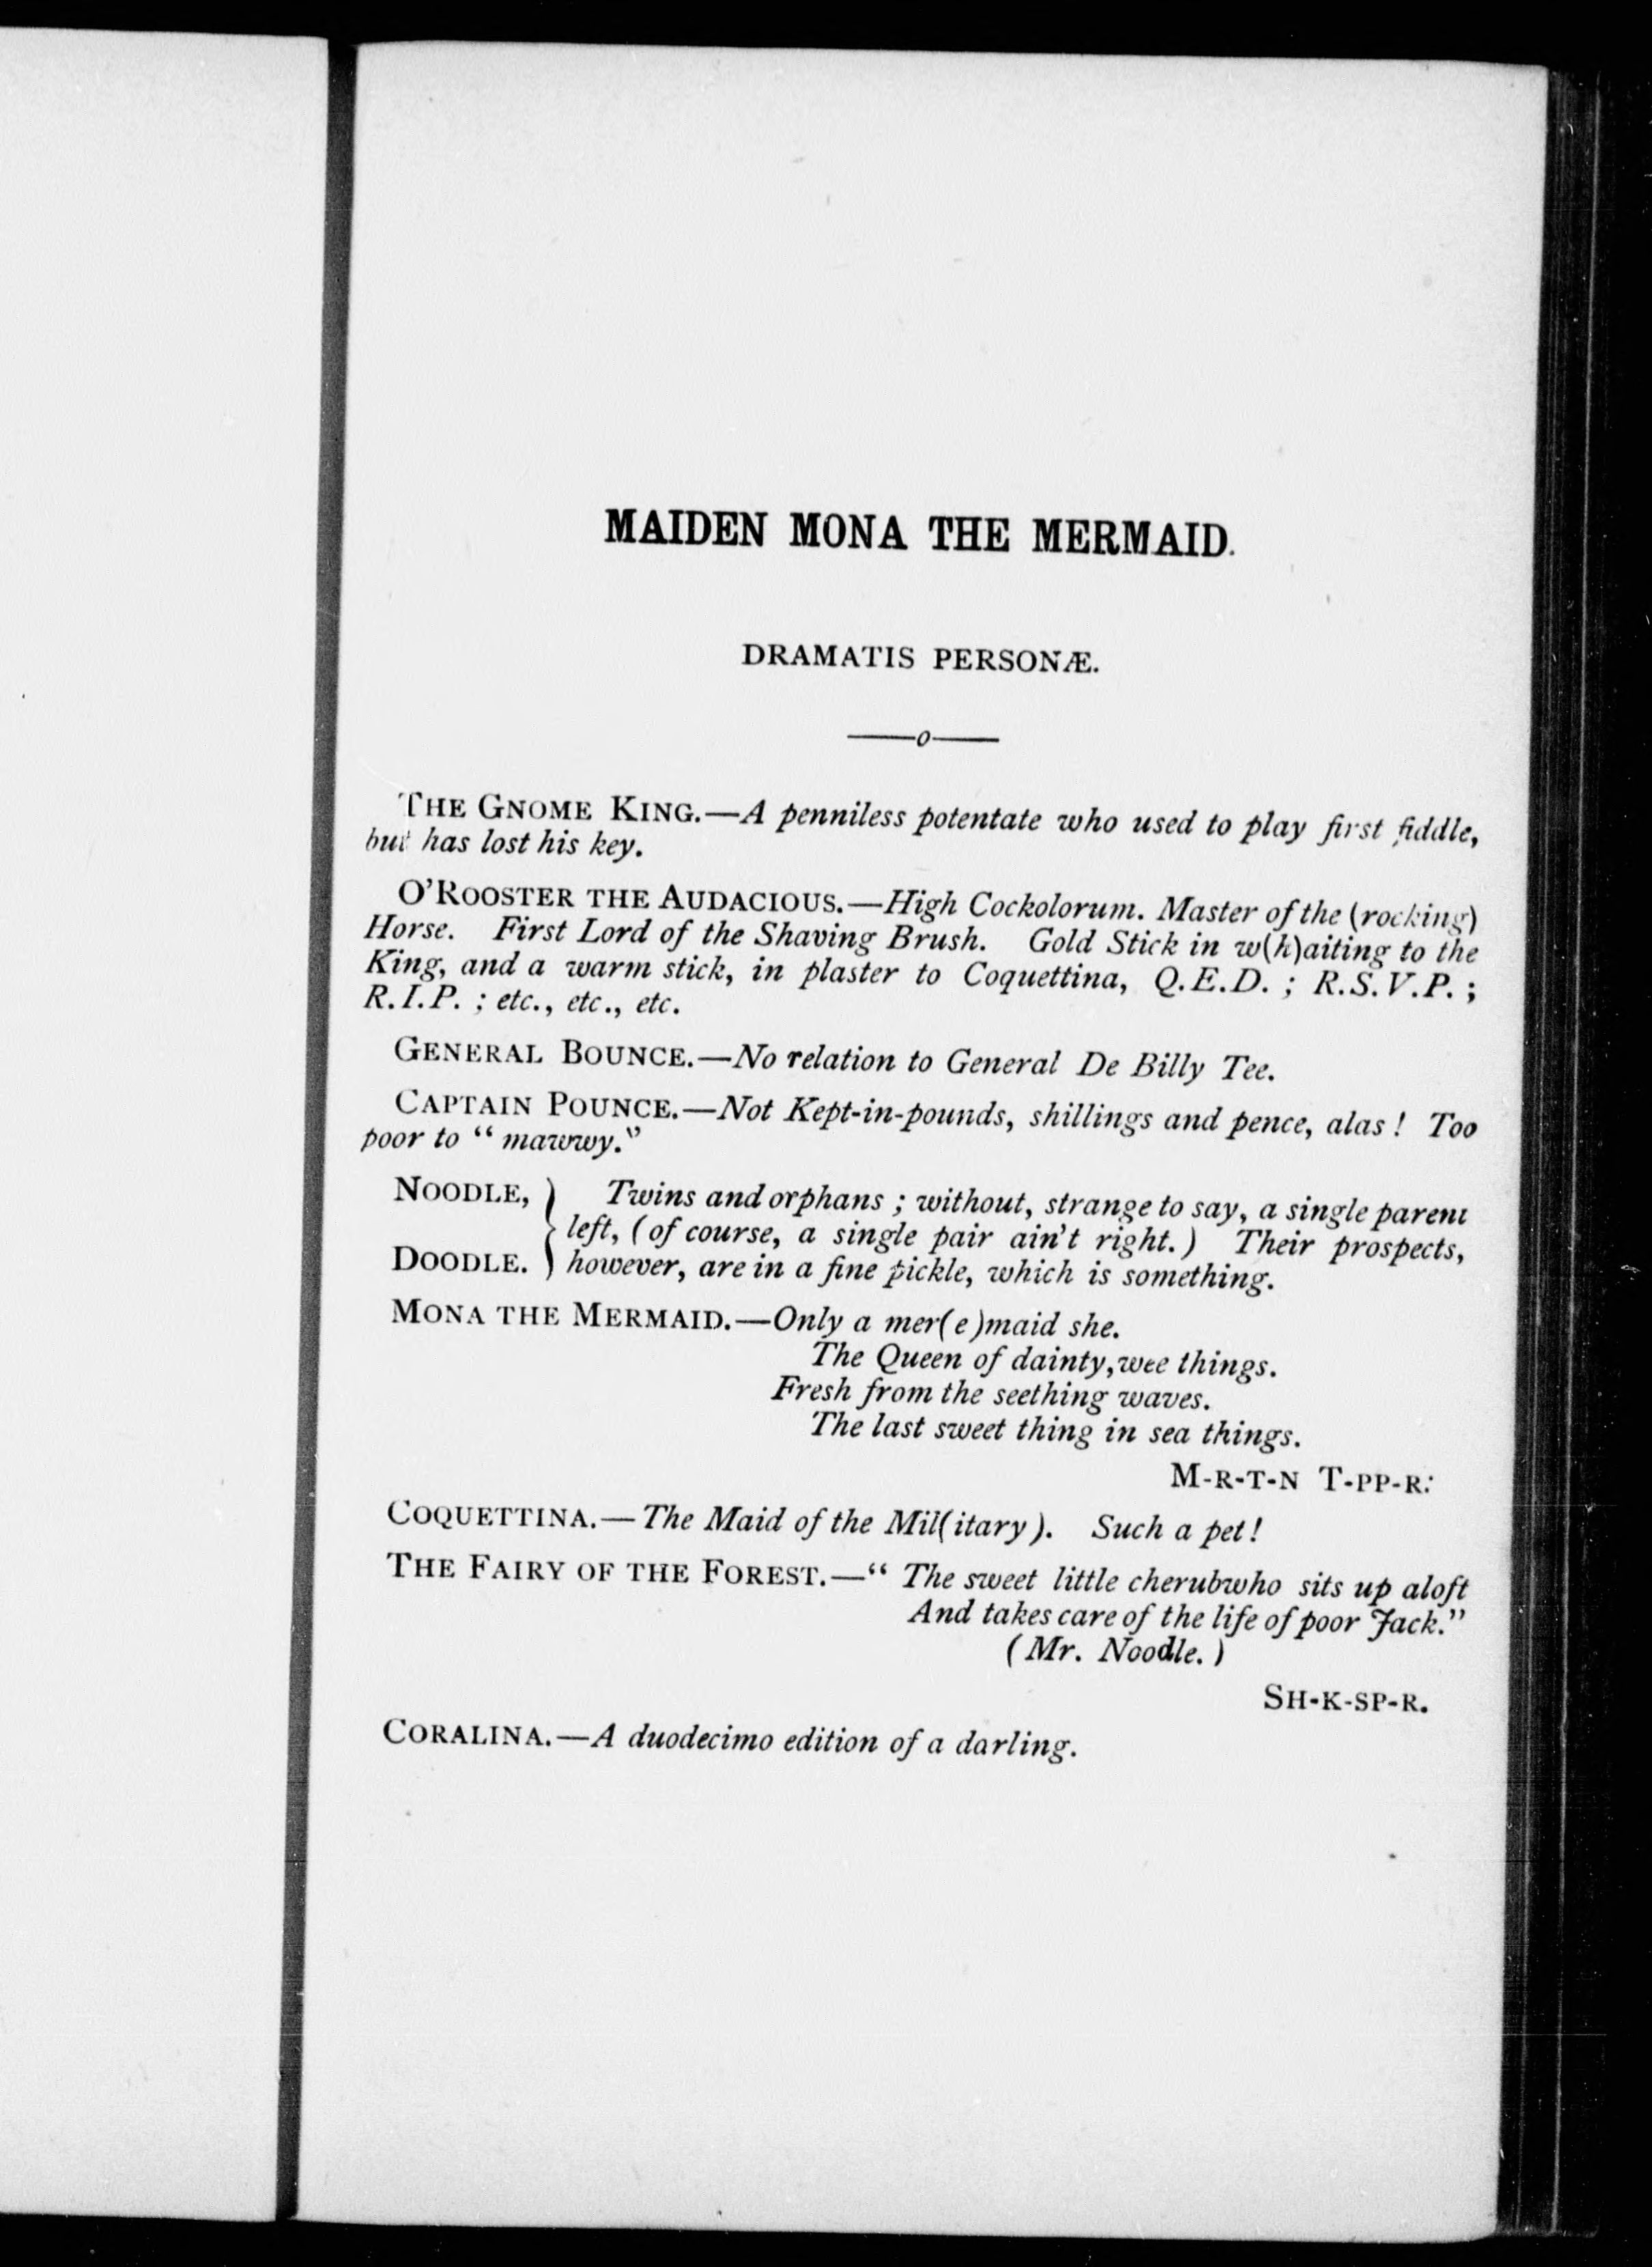 MAIDEN MONA THE MERMAID.
DRAMATIS PERSONÆ.
——o——
THE GNOME KING.—A penniless potentate who used to play first fiddle,
but has lost his key.
O'ROOSTER THE AUDACIOUS.—High Cockolorum. Master of the (rocking)
Horse. First Lord of the Shaving Brush. Gold Stick in w(h)aiting to the
King, and a warm stick, in plaster to Coquettina, Q.E.D. ; R.S.V.P. ;
R.I.P. ; etc., etc., etc.
GENERAL BOUNCE.—No relation to General De Billy Tee.
CAPTAIN POUNCE.—Not Kept-in-pounds, shillings and pence, alas ! Too
poor to “ mawwy.”
NOODLE, } Twins and orphans ; without, strange to say, a single parent
left, (of course, a single pair ain't right.) Their prospects,
DOODLE. } however, are in a fine pickle, which is something.
MONA THE MERMAID.—Only a mer(e)maid she.
The Queen of dainty, wee things.
Fresh from the seething waves.
The last sweet thing in sea things.
M-R-T-N T-PP-R:
COQUETTINA.—The Maid of the Mil(itary). Such a pet!
THE FAIRY OF THE FOREST.—“ The sweet little cherubwho sits up aloft
And takes care of the life of poor Jack.”
(Mr. Noodle.)
SH-K-SP-R.
CORALINA.—A duodecimo edition of a darling.